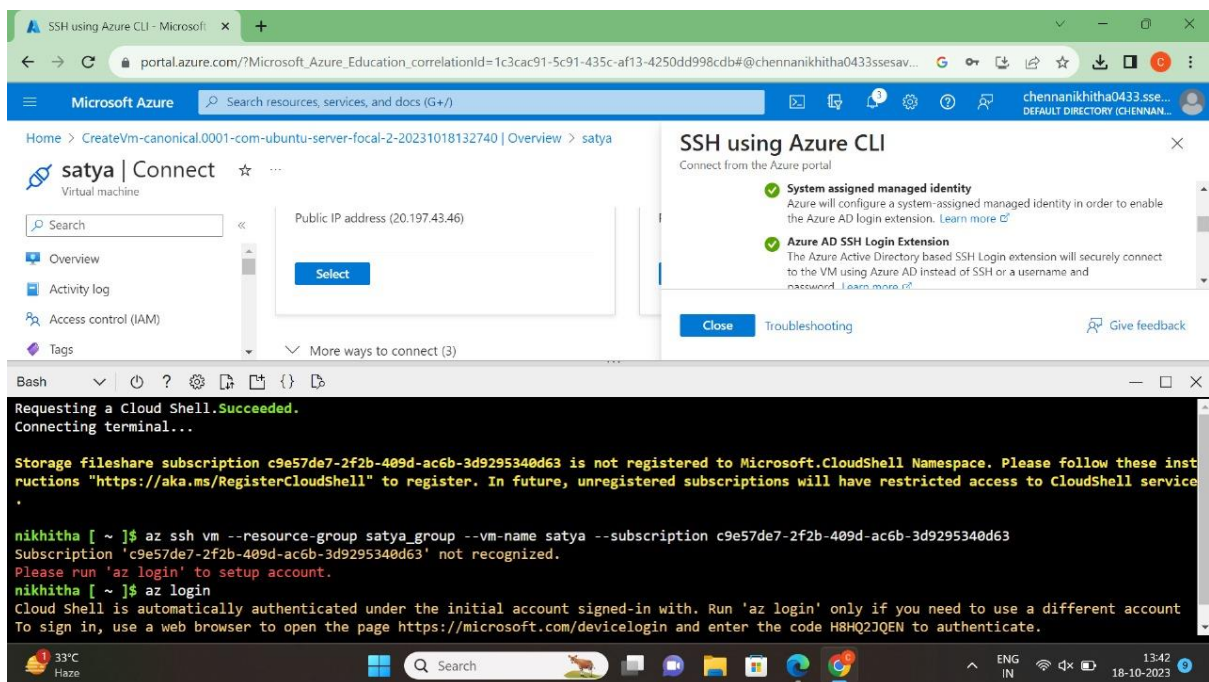 SSH using Azure CLI - Microsoft
portal.azure.com/?Microsoft_Azure_Education_correlationId=1c3cac91-5c91-435c-af13-4250dd998cdb#@chennanikhitha0433ssesav...
Microsoft Azure
Search resources, services, and docs (G+/)
3
chennanikhitha0433.sse...
DEFAULT DIRECTORY (CHENNAN...
Home > CreateVm-canonical.0001-com-ubuntu-server-focal-2-20231018132740 | Overview > satya
satya | Connect
Virtual machine
Search
Overview
Activity log
Access control (IAM)
Tags
Public IP address (20.197.43.46)
Select
More ways to connect (3)
SSH using Azure CLI
Connect from the Azure portal
System assigned managed identity
Azure will configure a system-assigned managed identity in order to enable
the Azure AD login extension. Learn more
Azure AD SSH Login Extension
The Azure Active Directory based SSH Login extension will securely connect
to the VM using Azure AD instead of SSH or a username and
password. Learn more
Close
Troubleshooting
Give feedback
Bash
Requesting a Cloud Shell.Succeeded.
Connecting terminal...
Storage fileshare subscription c9e57de7-2f2b-409d-ac6b-3d9295340d63 is not registered to Microsoft.CloudShell Namespace. Please follow these inst
ructions "https://aka.ms/RegisterCloudShell" to register. In future, unregistered subscriptions will have restricted access to CloudShell service
.
nikhitha [ ~ ]$ az ssh vm --resource-group satya_group --vm-name satya --subscription c9e57de7-2f2b-409d-ac6b-3d9295340d63
Subscription 'c9e57de7-2f2b-409d-ac6b-3d9295340d63' not recognized.
Please run 'az login' to setup account.
nikhitha [ ~ ]$ az login
Cloud Shell is automatically authenticated under the initial account signed-in with. Run 'az login' only if you need to use a different account
To sign in, use a web browser to open the page https://microsoft.com/devicelogin and enter the code H8HQ2JQEN to authenticate.
1
33°C
Haze
Search
ENG
IN
13:42
18-10-2023
9